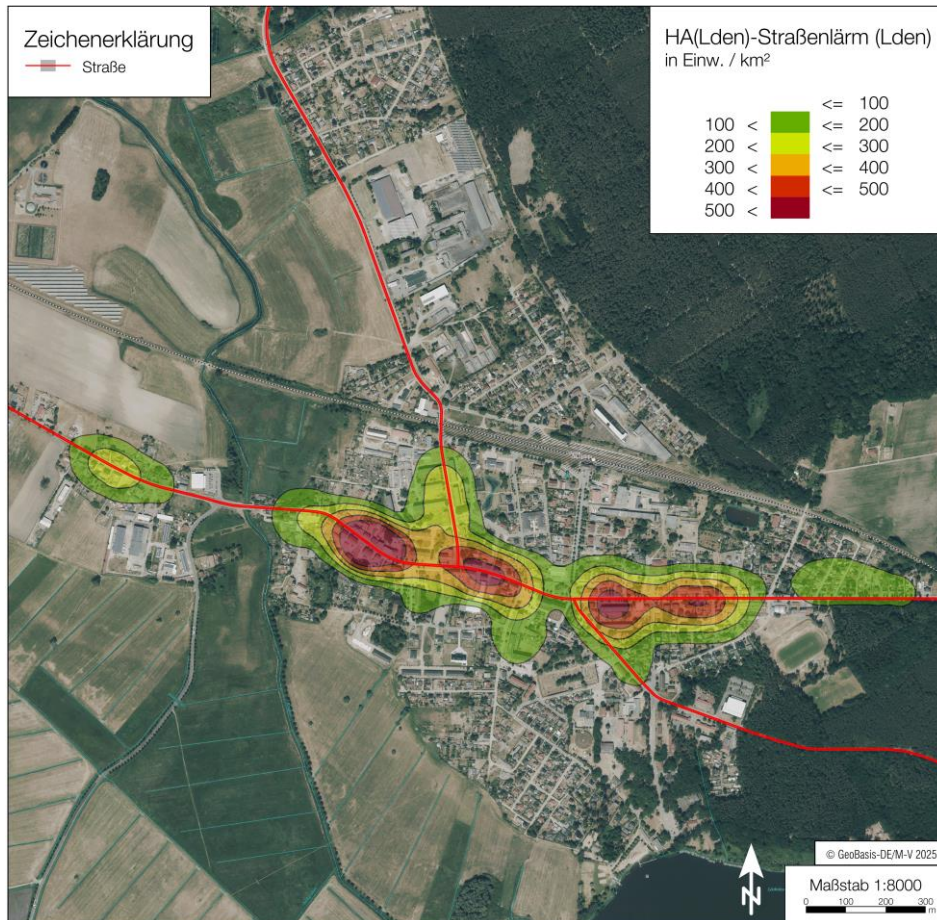 Zeichenerklärung
Straße
HA(Lden)-Straßenlärm (Lden)
in Einw. / km²
<= 100
100 < <= 200
200 < <= 300
300 < <= 400
400 < <= 500
500 <
© GeoBasis-DE/M-V 2025
N
Maßstab 1:8000
0 100 200 300
m